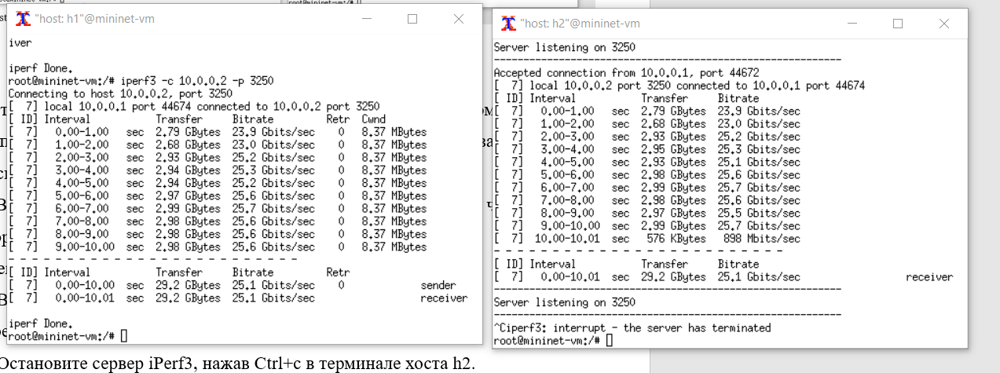 "host: h1"@mininet-vm
iver
iperf Done.
root@mininet-vm:/# iperf3 -c 10.0.0.2 -p 3250
Connecting to host 10.0.0.2, port 3250
[  7] local 10.0.0.1 port 44674 connected to 10.0.0.2 port 3250
[ ID] Interval           Transfer     Bitrate         Retr  Cwnd
[  7]   0.00-1.00   sec  2.79 GBytes  23.9 Gbits/sec    0   8.37 MBytes
[  7]   1.00-2.00   sec  2.68 GBytes  23.0 Gbits/sec    0   8.37 MBytes
[  7]   2.00-3.00   sec  2.93 GBytes  25.2 Gbits/sec    0   8.37 MBytes
[  7]   3.00-4.00   sec  2.94 GBytes  25.3 Gbits/sec    0   8.37 MBytes
[  7]   4.00-5.00   sec  2.94 GBytes  25.2 Gbits/sec    0   8.37 MBytes
[  7]   5.00-6.00   sec  2.97 GBytes  25.6 Gbits/sec    0   8.37 MBytes
[  7]   6.00-7.00   sec  2.99 GBytes  25.7 Gbits/sec    0   8.37 MBytes
[  7]   7.00-8.00   sec  2.98 GBytes  25.6 Gbits/sec    0   8.37 MBytes
[  7]   8.00-9.00   sec  2.98 GBytes  25.6 Gbits/sec    0   8.37 MBytes
[  7]   9.00-10.00  sec  2.98 GBytes  25.6 Gbits/sec    0   8.37 MBytes
- - - - - - - - - - - - - - - - - - - - - - - - -
[ ID] Interval           Transfer     Bitrate         Retr
[  7]   0.00-10.00  sec  29.2 GBytes  25.1 Gbits/sec    0             sender
[  7]   0.00-10.01  sec  29.2 GBytes  25.1 Gbits/sec                  receiver
iperf Done.
root@mininet-vm:/#
"host: h2"@mininet-vm
Server listening on 3250
-----------------------------------------------------------
Accepted connection from 10.0.0.1, port 44672
[  7] local 10.0.0.2 port 3250 connected to 10.0.0.1 port 44674
[ ID] Interval           Transfer     Bitrate
[  7]   0.00-1.00   sec  2.79 GBytes  23.9 Gbits/sec
[  7]   1.00-2.00   sec  2.68 GBytes  23.0 Gbits/sec
[  7]   2.00-3.00   sec  2.93 GBytes  25.2 Gbits/sec
[  7]   3.00-4.00   sec  2.95 GBytes  25.3 Gbits/sec
[  7]   4.00-5.00   sec  2.93 GBytes  25.1 Gbits/sec
[  7]   5.00-6.00   sec  2.98 GBytes  25.6 Gbits/sec
[  7]   6.00-7.00   sec  2.99 GBytes  25.7 Gbits/sec
[  7]   7.00-8.00   sec  2.98 GBytes  25.6 Gbits/sec
[  7]   8.00-9.00   sec  2.97 GBytes  25.5 Gbits/sec
[  7]   9.00-10.00  sec  2.99 GBytes  25.7 Gbits/sec
[  7]  10.00-10.01  sec   576 KBytes   898 Mbits/sec
- - - - - - - - - - - - - - - - - - - - - - - - -
[ ID] Interval           Transfer     Bitrate
[  7]   0.00-10.01  sec  29.2 GBytes  25.1 Gbits/sec                  receiver
-----------------------------------------------------------
Server listening on 3250
-----------------------------------------------------------
^Ciperf3: interrupt - the server has terminated
root@mininet-vm:/#
Остановите сервер iPerf3, нажав Ctrl+c в терминале хоста h2.